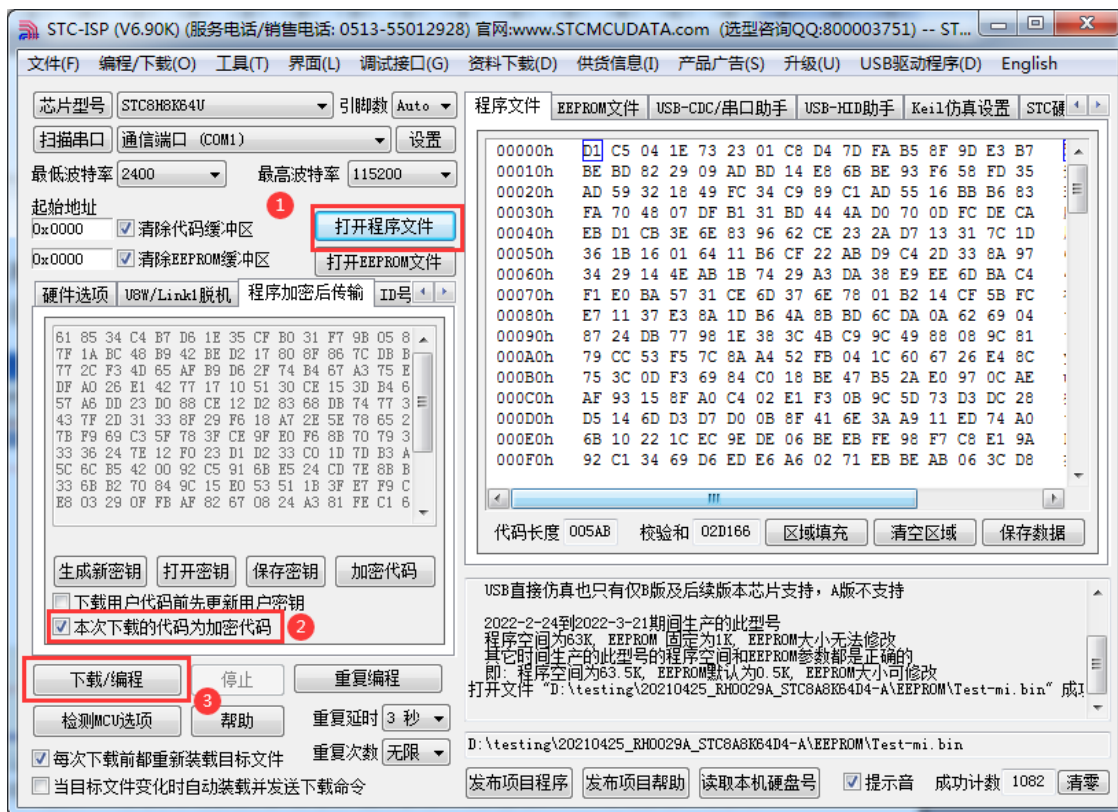 STC-ISP (V6.90K) (服务电话/销售电话: 0513-55012928) 官网:www.STCMCUDATA.com (选型咨询QQ:800003751) -- ST...
文件(F) 编程/下载(O) 工具(T) 界面(L) 调试接口(G) 资料下载(D) 供货信息(I) 产品广告(S) 升级(U) USB驱动程序(D) English
芯片型号 STC8H8K64U 引脚数 Auto
扫描串口 通信端口 (COM1) 设置
最低波特率 2400 最高波特率 115200
起始地址
1
0x0000 清除代码缓冲区 打开程序文件
0x0000 清除EEPROM缓冲区 打开EEPROM文件
硬件选项 U8W/Link1脱机 程序加密后传输 ID号
61 85 34 C4 B7 D6 1E 35 CF B0 31 F7 9B 05 8
7F 1A BC 48 B9 42 BE D2 17 80 8F 86 7C DB B
77 2C F3 4D 65 AF B9 D6 2F 74 B4 67 A3 75 E
DF A0 26 E1 42 77 17 10 51 30 CE 15 3D B4 6
57 A6 DD 23 D0 88 CE 12 D2 83 68 DB 74 77 3
43 7F 2D 31 33 8F 29 F6 18 A7 2E 5E 78 65 2
7B F9 69 C3 5F 78 3F CE 9F E0 F6 8B 70 79 3
33 36 24 7E 12 F0 23 D1 D2 33 C0 1D 7D B3 A
5C 6C B5 42 00 92 C5 91 6B E5 24 CD 7E 8B B
33 6B B2 70 84 9C 15 E0 53 51 1B 3F E7 F9 C
E8 03 29 0F FB AF 82 67 08 24 A3 81 FE C1 6
生成新密钥 打开密钥 保存密钥 加密代码
下载用户代码前先更新用户密钥
本次下载的代码为加密代码 2
下载/编程 停止 重复编程
3
检测MCU选项 帮助 重复延时 3 秒
每次下载前都重新装载目标文件 重复次数 无限
当目标文件变化时自动装载并发送下载命令
程序文件 EEPROM文件 USB-CDC/串口助手 USB-HID助手 Keil仿真设置 STC硬
00000h D1 C5 04 1E 73 23 01 C8 D4 7D FA B5 8F 9D E3 B7
00010h BE BD 82 29 09 AD BD 14 E8 6B BE 93 F6 58 FD 35
00020h AD 59 32 18 49 FC 34 C9 89 C1 AD 55 16 BB B6 83
00030h FA 70 48 07 DF B1 31 BD 44 4A D0 70 0D FC DE CA
00040h EB D1 CB 3E 6E 83 96 62 CE 23 2A D7 13 31 7C 1D
00050h 36 1B 16 01 64 11 B6 CF 22 AB D9 C4 2D 33 8A 97
00060h 34 29 14 4E AB 1B 74 29 A3 DA 38 E9 EE 6D BA C4
00070h F1 E0 BA 57 31 CE 6D 37 6E 78 01 B2 14 CF 5B FC
00080h E7 11 37 E3 8A 1D B6 4A 8B BD 6C DA 0A 62 69 04
00090h 87 24 DB 77 98 1E 38 3C 4B C9 9C 49 88 08 9C 81
000A0h 79 CC 53 F5 7C 8A A4 52 FB 04 1C 60 67 26 E4 8C
000B0h 75 3C 0D F3 69 84 C0 18 BE 47 B5 2A E0 97 0C AE
000C0h AF 93 15 8F A0 C4 02 E1 F3 0B 9C 5D 73 D3 DC 28
000D0h D5 14 6D D3 D7 D0 0B 8F 41 6E 3A A9 11 ED 74 A0
000E0h 6B 10 22 1C EC 9E DE 06 BE EB FE 98 F7 C8 E1 9A
000F0h 92 C1 34 69 D6 ED E6 A6 02 71 EB BE AB 06 3C D8
代码长度 005AB 校验和 02D166 区域填充 清空区域 保存数据
USB直接仿真也只有仅B版及后续版本芯片支持，A版不支持
2022-2-24到2022-3-21期间生产的此型号
程序空间为63K, EEPROM 固定为1K, EEPROM大小无法修改
其它时间生产的此型号的程序空间和EEPROM参数都是正确的
即: 程序空间为63.5K, EEPROM默认为0.5K, EEPROM大小可修改
打开文件 "D:\testing\20210425_RH0029A_STC8A8K64D4-A\EEPROM\Test-mi.bin" 成功
D:\testing\20210425_RH0029A_STC8A8K64D4-A\EEPROM\Test-mi.bin
发布项目程序 发布项目帮助 读取本机硬盘号 提示音 成功计数 1082 清零